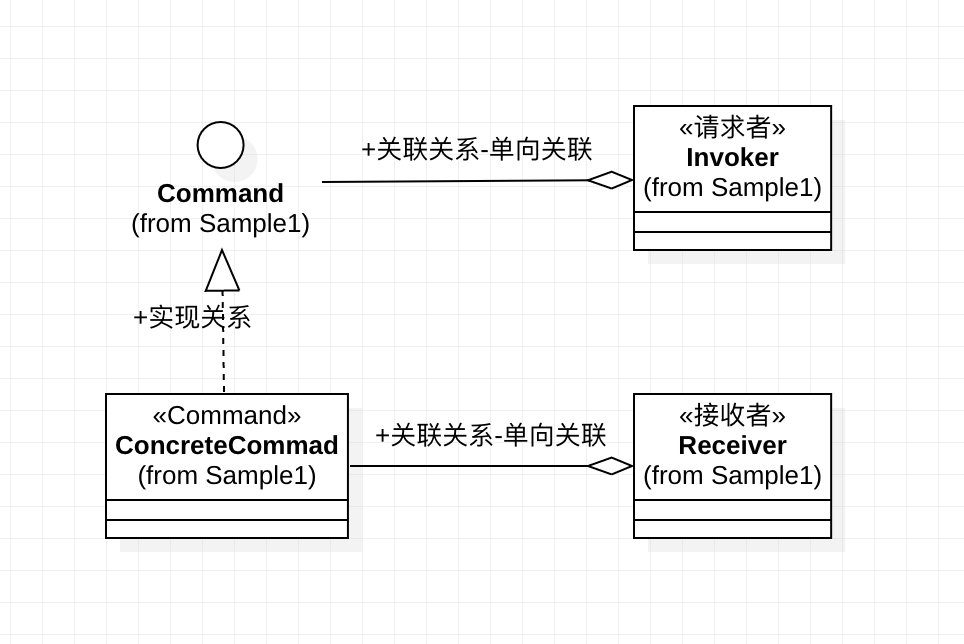 +关联关系-单向关联
«请求者»
Invoker
(from Sample1)
Command
(from Sample1)
+实现关系
«Command»
ConcreteCommad
(from Sample1)
+关联关系-单向关联
«接收者»
Receiver
(from Sample1)